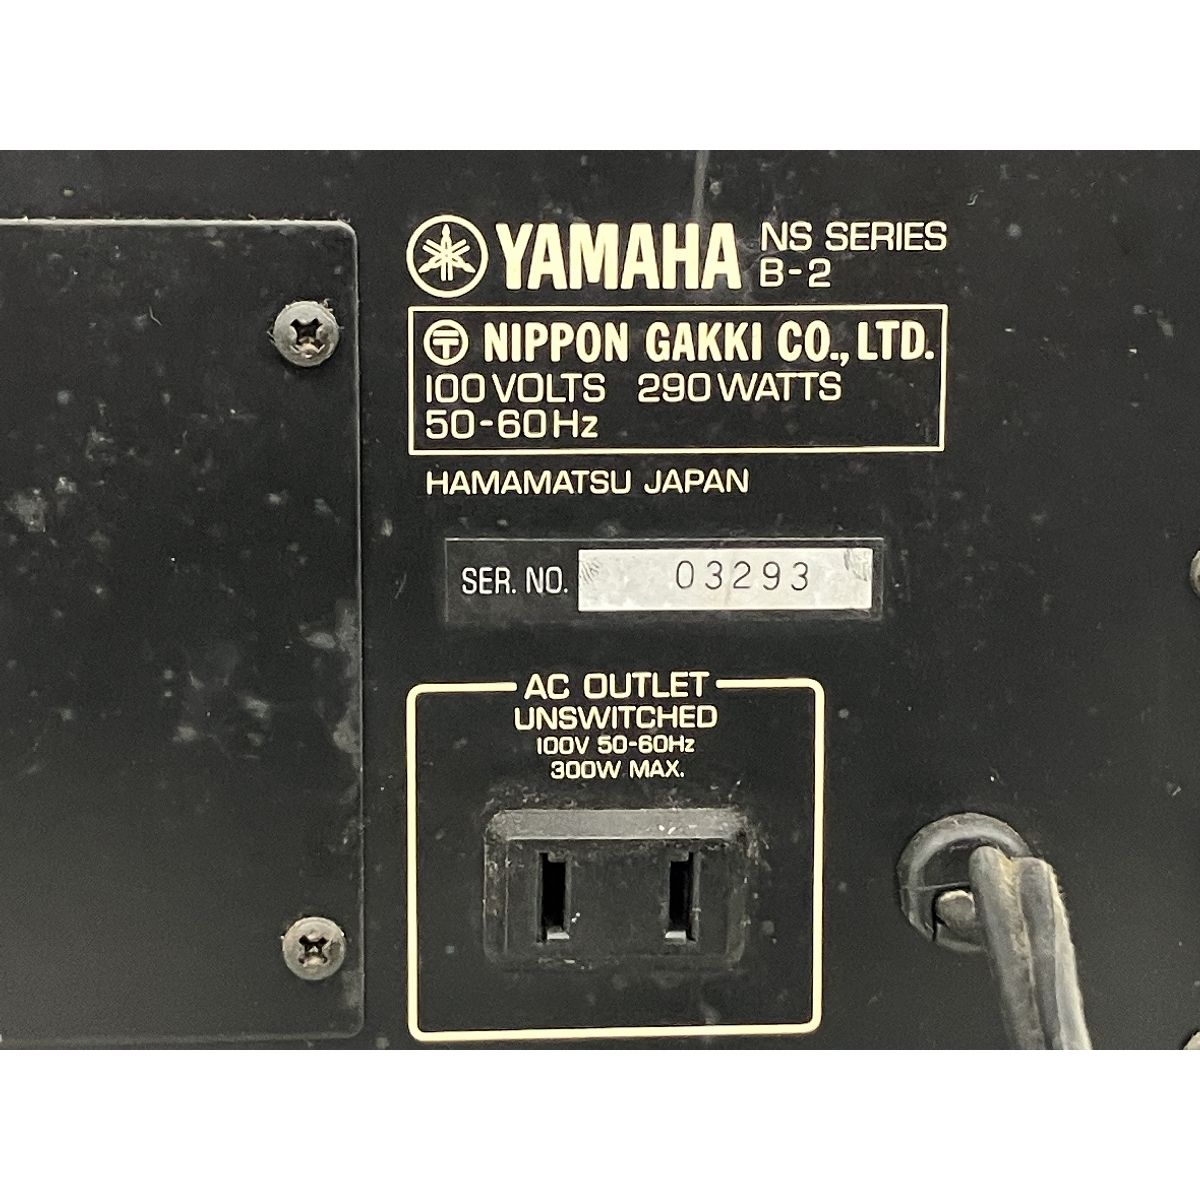 YAMAHA NS SERIES
B-2
〒 NIPPON GAKKI CO., LTD.
100 VOLTS 290 WATTS
50-60Hz
HAMAMATSU JAPAN
SER. NO. 03293
AC OUTLET
UNSWITCHED
100V 50-60Hz
300W MAX.